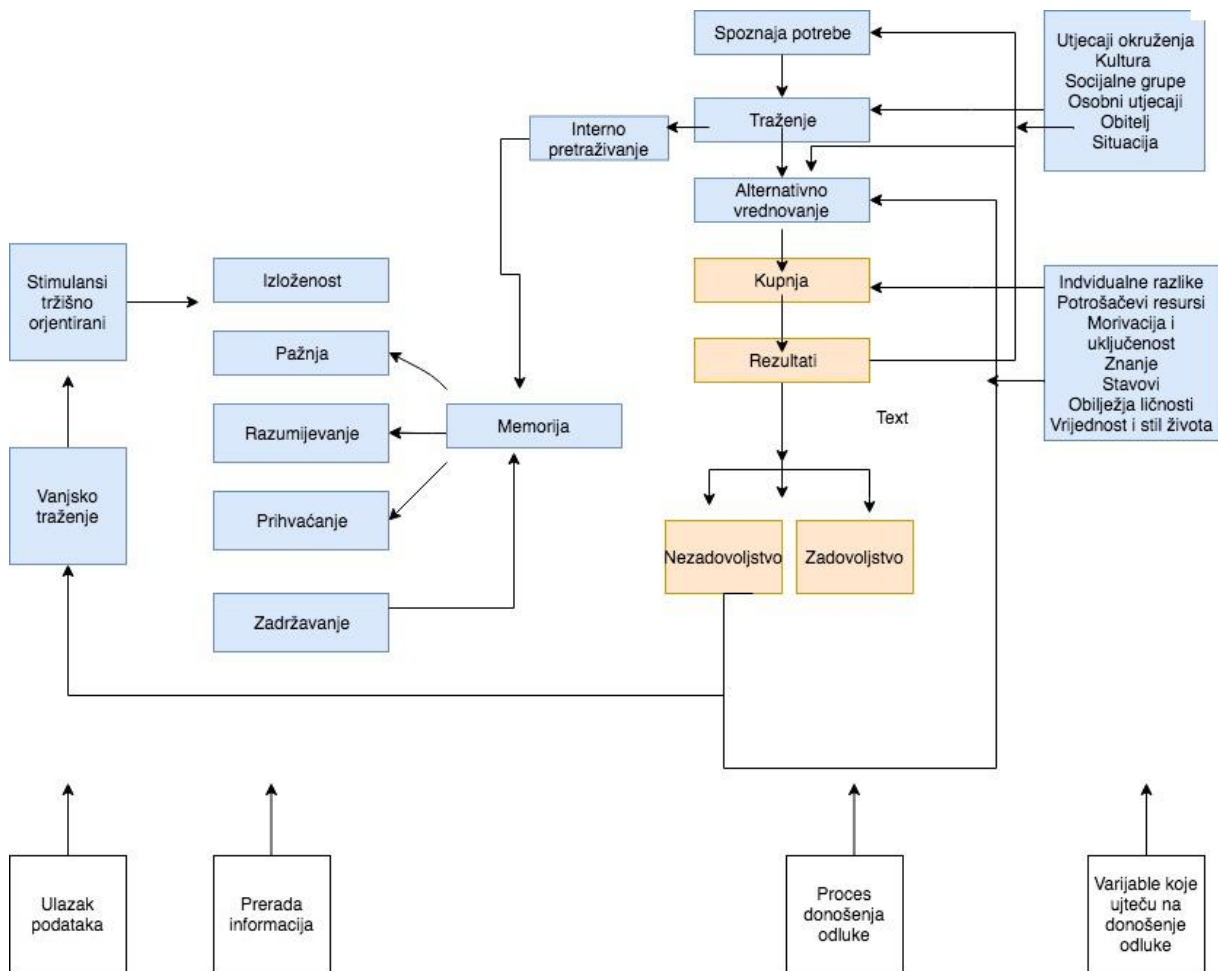 Spoznaja potrebe
Traženje
Interno
pretraživanje
Alternativno
vrednovanje
Kupnja
Rezultati
Text
Nezadovoljstvo
Zadovoljstvo
Utjecaji okruženja
Kultura
Socijalne grupe
Osobni utjecaji
Obitelj
Situacija
Indvidualne razlike
Potrošačevi resursi
Morivacija i
uključenost
Znanje
Stavovi
Obilježja ličnosti
Vrijednost i stil života
Stimulansi
tržišno
orjentirani
Vanjsko
traženje
Izloženost
Pažnja
Razumijevanje
Prihvaćanje
Zadržavanje
Memorija
Ulazak
podataka
Prerada
informacija
Proces
donošenja
odluke
Varijable koje
ujteču na
donošenje
odluke